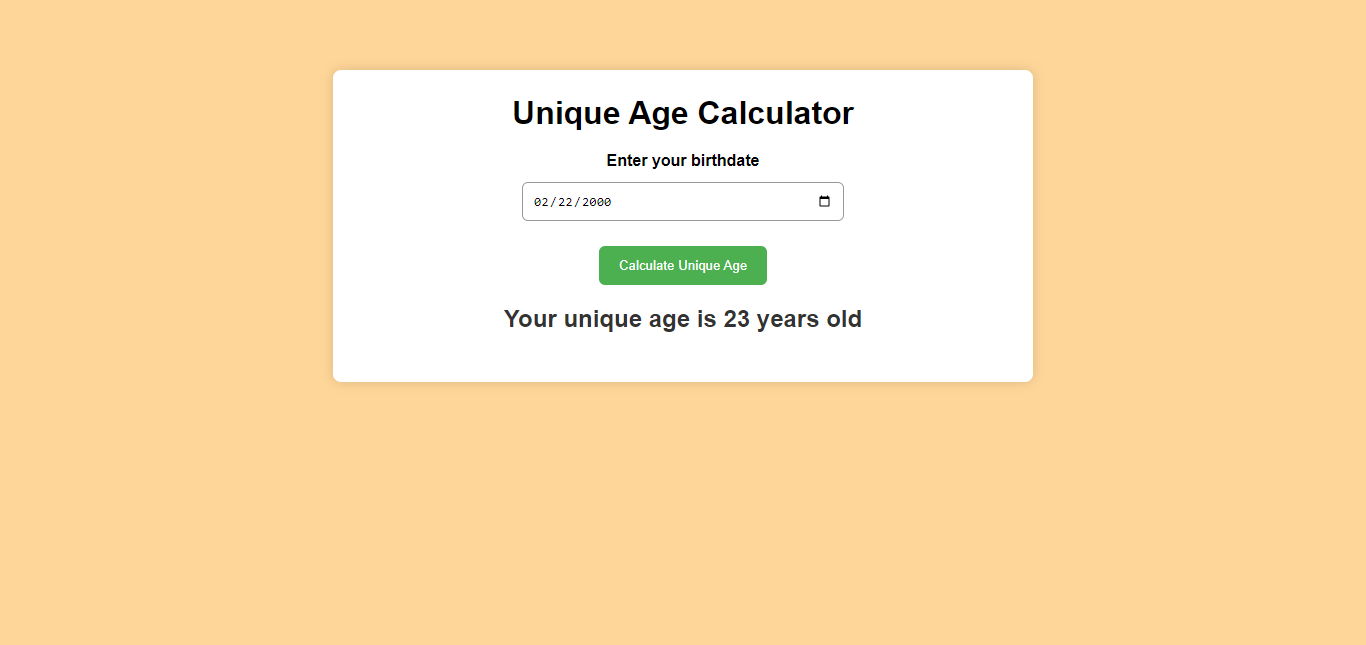 Unique Age Calculator
Enter your birthdate
02/22/2000
Calculate Unique Age
Your unique age is 23 years old